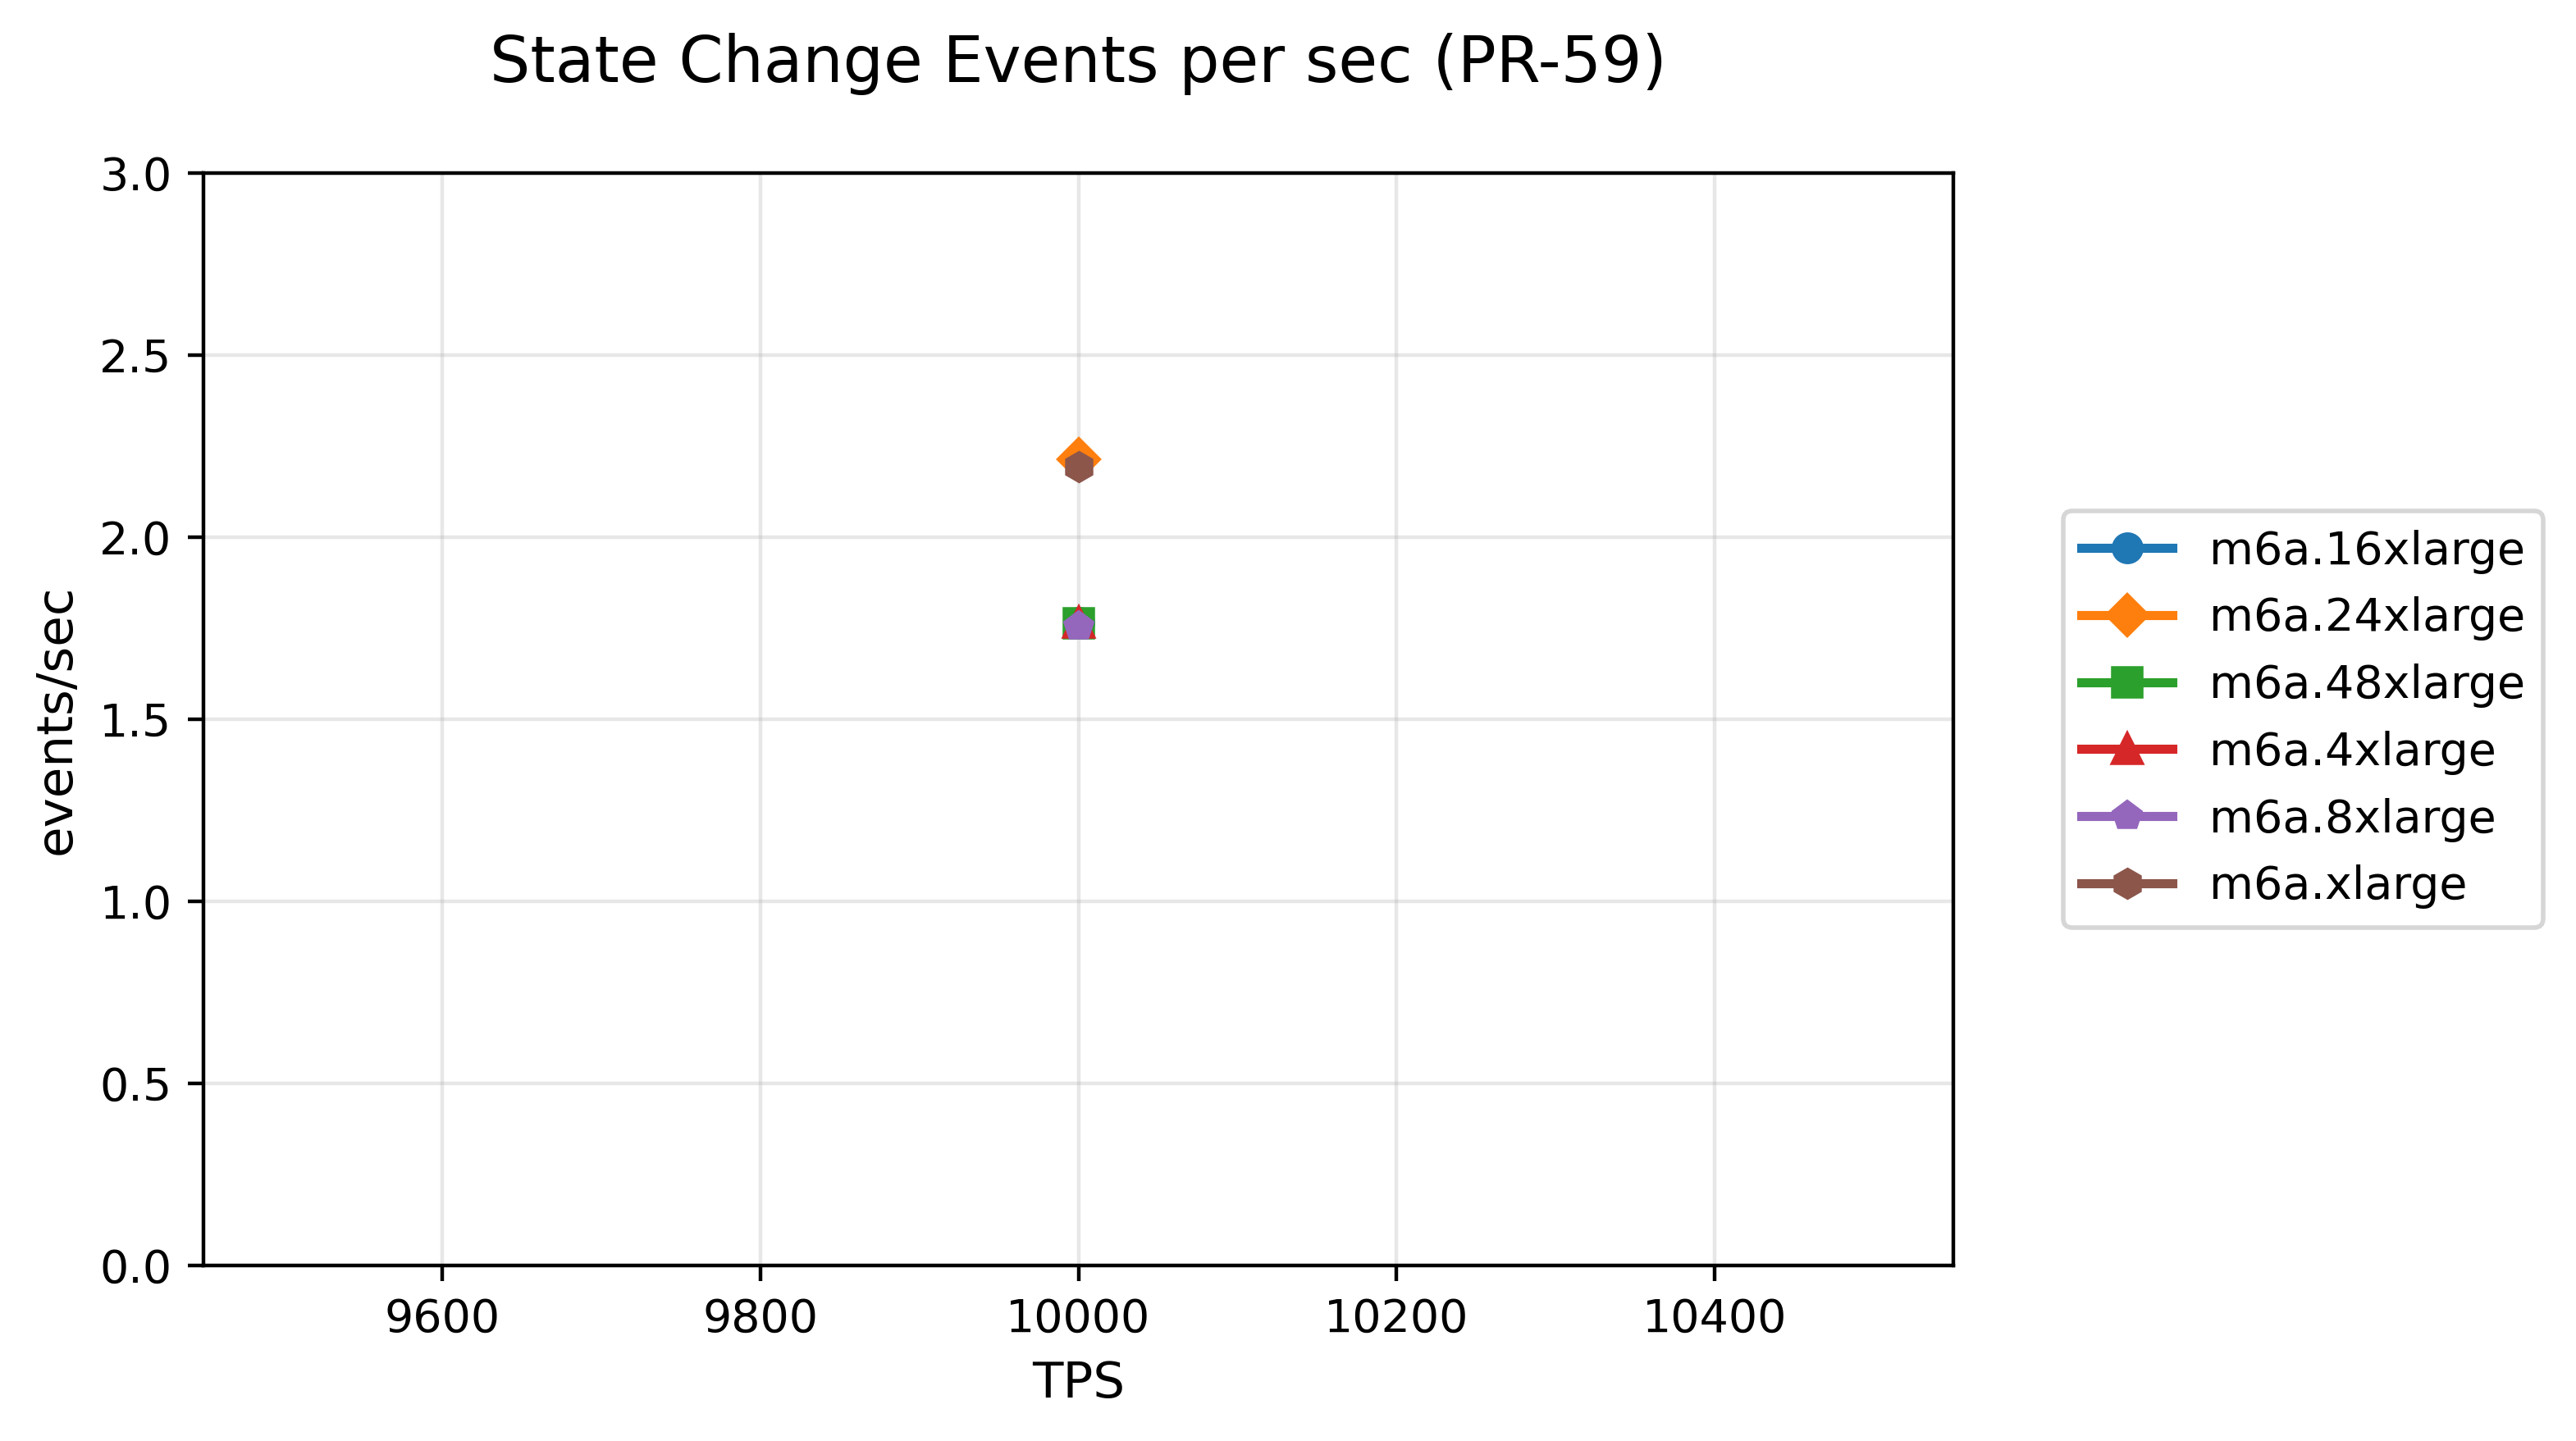 State Change Events per sec (PR-59)
3.0
2.5
2.0
1.5
1.0
0.5
0.0
events/sec
9600 9800 10000 10200 10400
TPS
m6a.16xlarge
m6a.24xlarge
m6a.48xlarge
m6a.4xlarge
m6a.8xlarge
m6a.xlarge